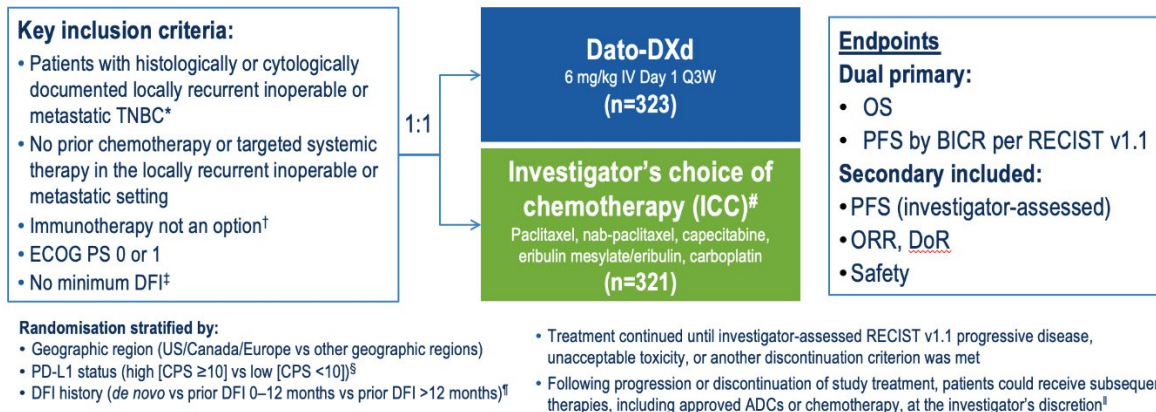 Key inclusion criteria:
• Patients with histologically or cytologically
documented locally recurrent inoperable or
metastatic TNBC*
• No prior chemotherapy or targeted systemic
therapy in the locally recurrent inoperable or
metastatic setting
• Immunotherapy not an option†
• ECOG PS 0 or 1
• No minimum DFI‡
1:1
Dato-DXd
6 mg/kg IV Day 1 Q3W
(n=323)
Investigator's choice of
chemotherapy (ICC)#
Paclitaxel, nab-paclitaxel, capecitabine,
eribulin mesylate/eribulin, carboplatin
(n=321)
Endpoints
Dual primary:
• OS
• PFS by BICR per RECIST v1.1
Secondary included:
•PFS (investigator-assessed)
•ORR, DoR
•Safety
Randomisation stratified by:
• Geographic region (US/Canada/Europe vs other geographic regions)
• PD-L1 status (high [CPS ≥10] vs low [CPS <10])§
• DFI history (de novo vs prior DFI 0–12 months vs prior DFI >12 months)¶
• Treatment continued until investigator-assessed RECIST v1.1 progressive disease,
unacceptable toxicity, or another discontinuation criterion was met
• Following progression or discontinuation of study treatment, patients could receive subsequen
therapies, including approved ADCs or chemotherapy, at the investigator's discretion‖